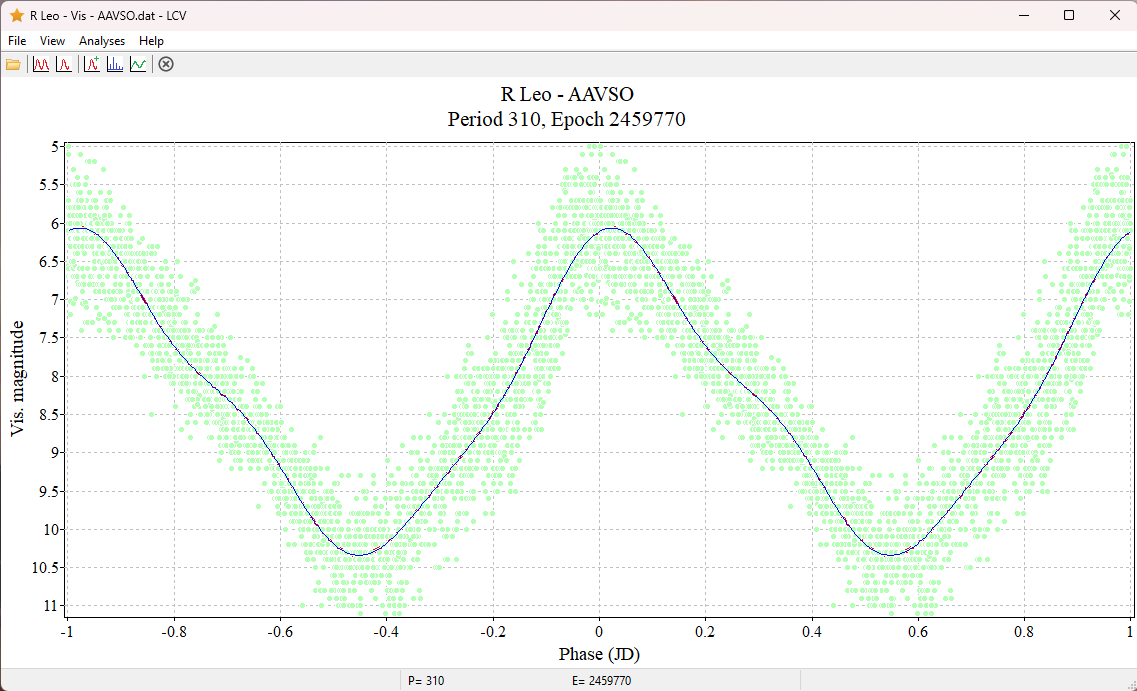 R Leo - Vis - AAVSO.dat - LCV
File View Analyses Help
R Leo - AAVSO
Period 310, Epoch 2459770
Vis. magnitude
5
5.5
6
6.5
7
7.5
8
8.5
9
9.5
10
10.5
11
-1 -0.8 -0.6 -0.4 -0.2 0 0.2 0.4 0.6 0.8 1
Phase (JD)
P= 310 E= 2459770